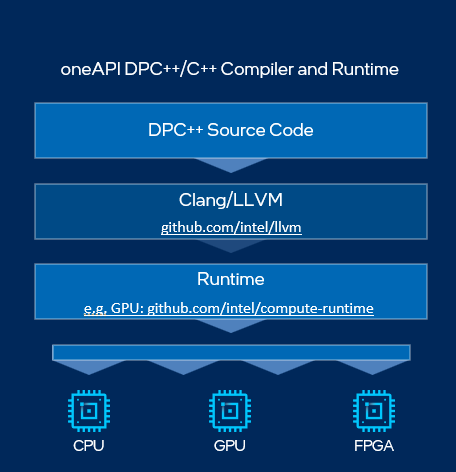 oneAPI DPC++/C++ Compiler and Runtime
DPC++ Source Code
Clang/LLVM
github.com/intel/llvm
Runtime
e,g, GPU: github.com/intel/compute-runtime
CPU
GPU
FPGA